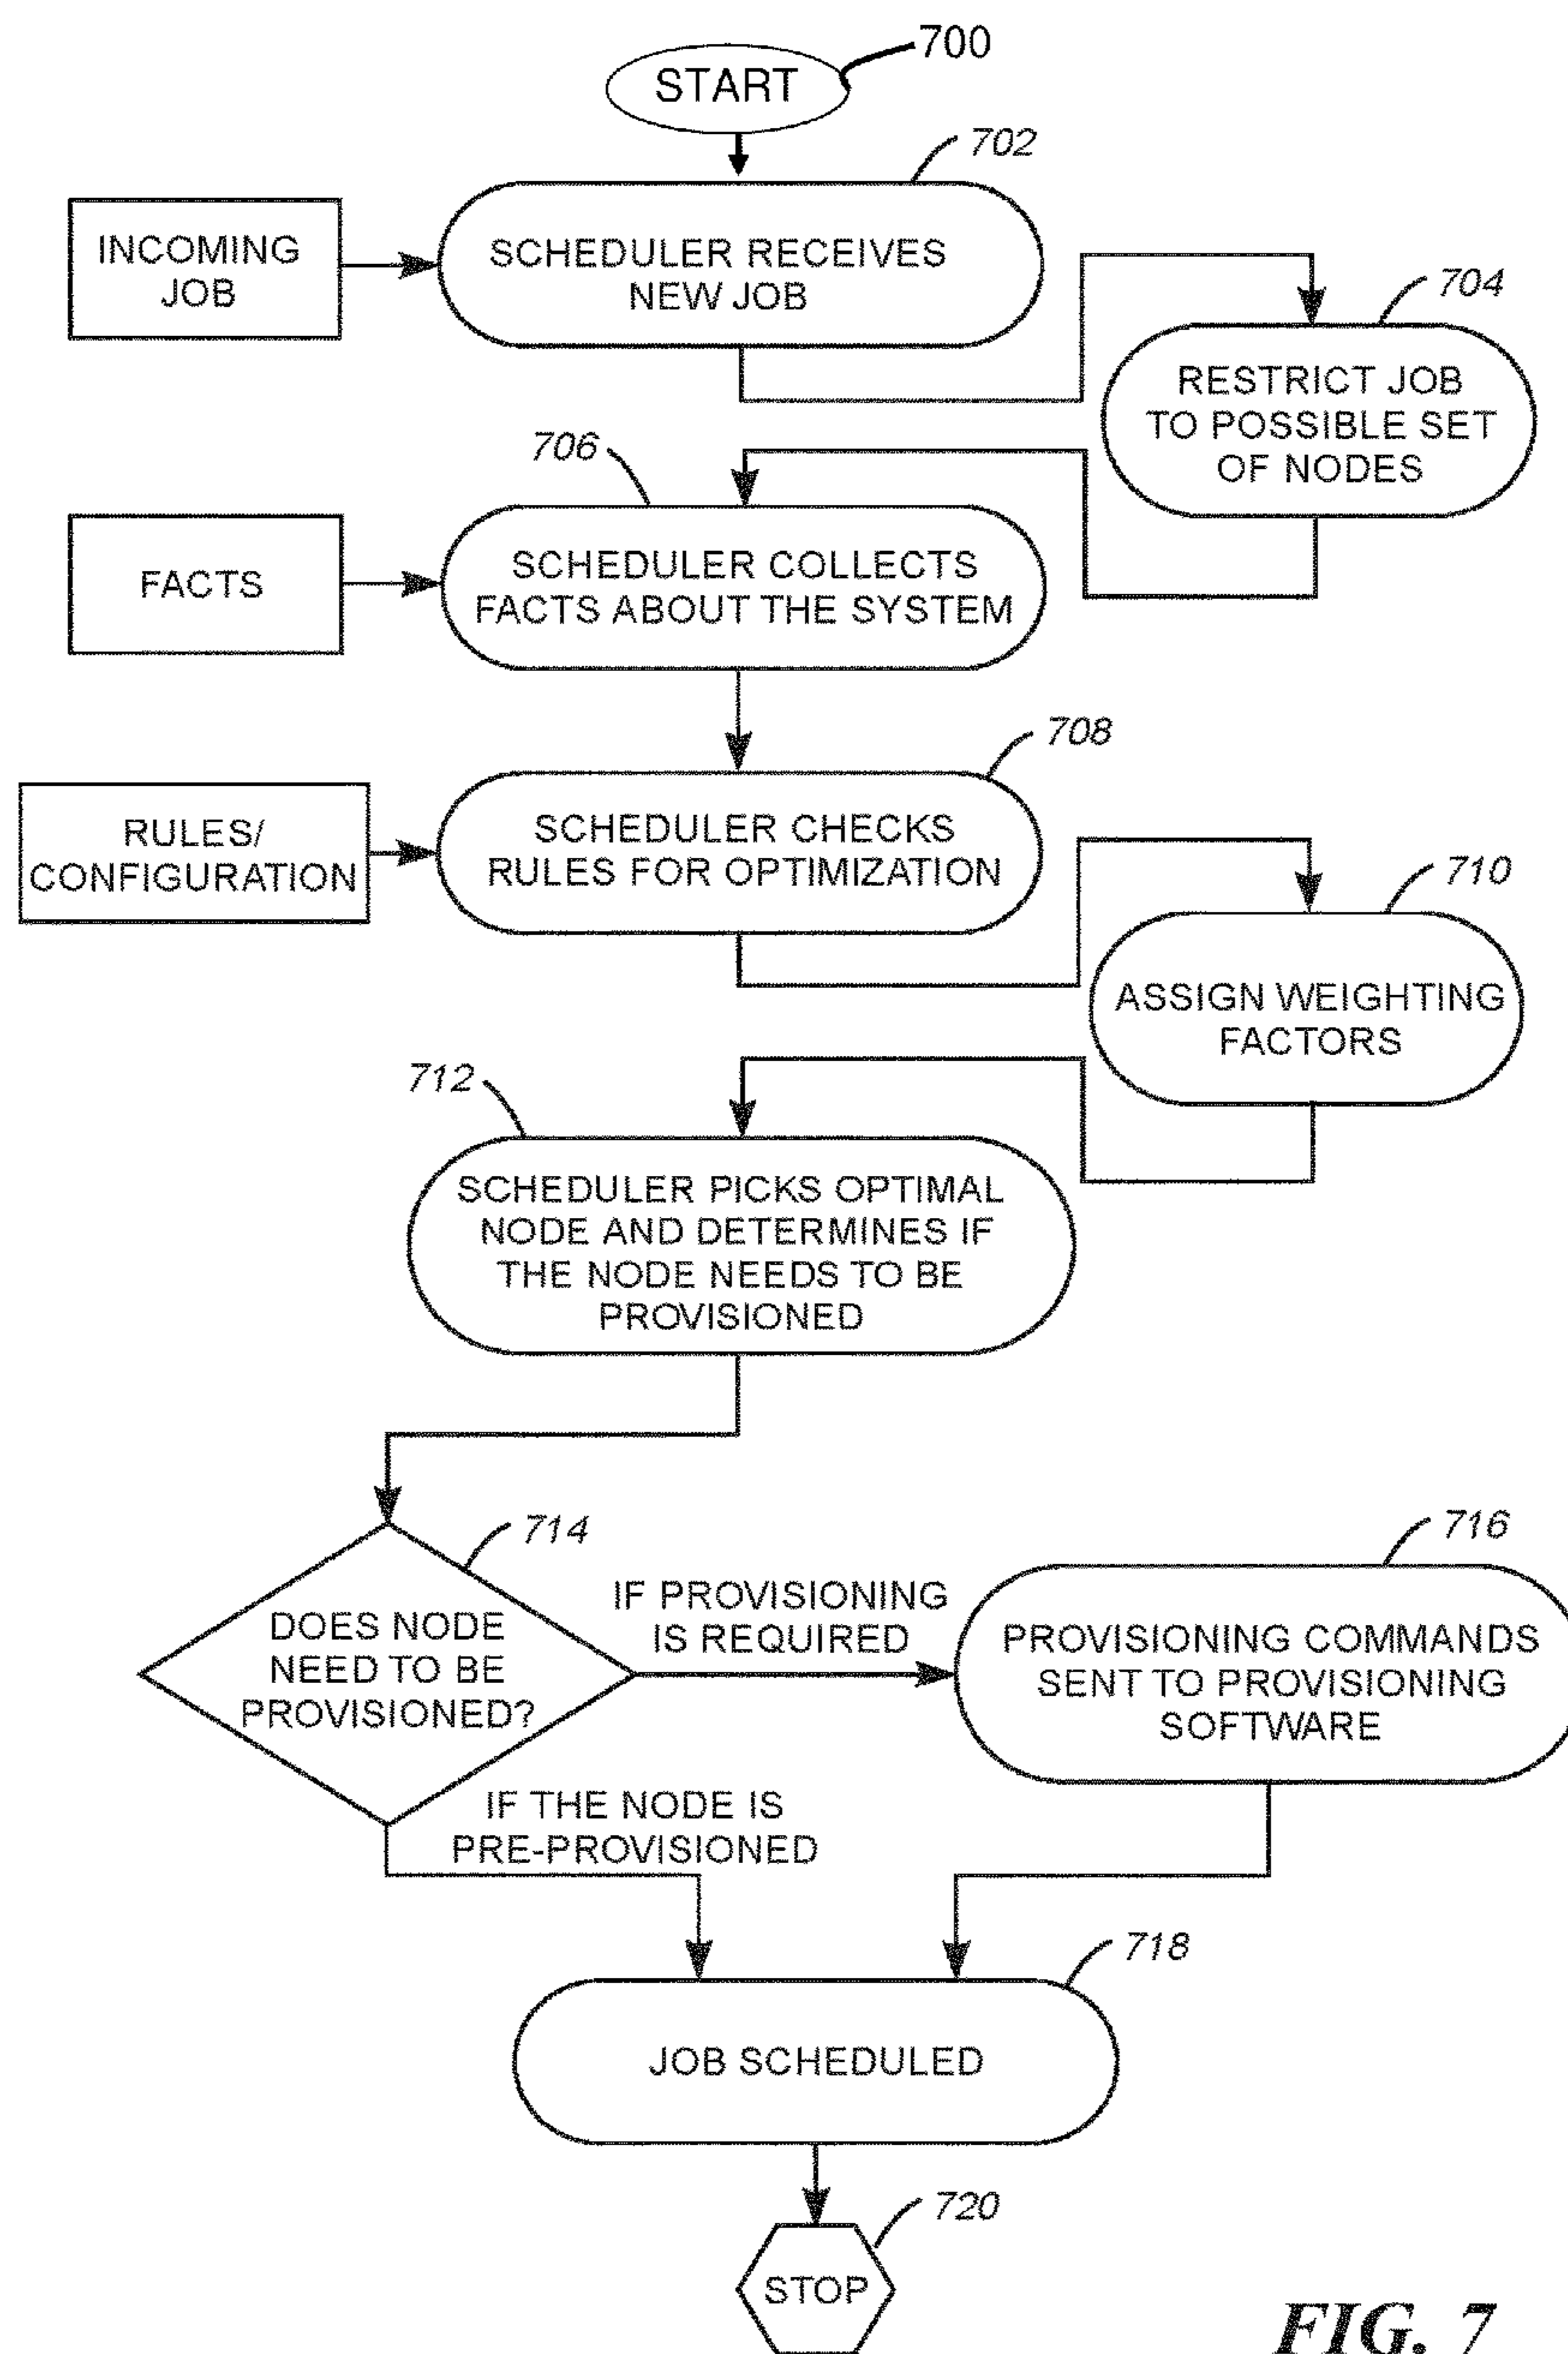 START
700
702
INCOMING
JOB
SCHEDULER RECEIVES
NEW JOB
704
RESTRICT JOB
TO POSSIBLE SET
OF NODES
706
FACTS
SCHEDULER COLLECTS
FACTS ABOUT THE SYSTEM
708
RULES/
CONFIGURATION
SCHEDULER CHECKS
RULES FOR OPTIMIZATION
710
ASSIGN WEIGHTING
FACTORS
712
SCHEDULER PICKS OPTIMAL
NODE AND DETERMINES IF
THE NODE NEEDS TO BE
PROVISIONED
714
DOES NODE
NEED TO BE
PROVISIONED?
IF PROVISIONING
IS REQUIRED
716
PROVISIONING COMMANDS
SENT TO PROVISIONING
SOFTWARE
IF THE NODE IS
PRE-PROVISIONED
718
JOB SCHEDULED
720
STOP
FIG. 7